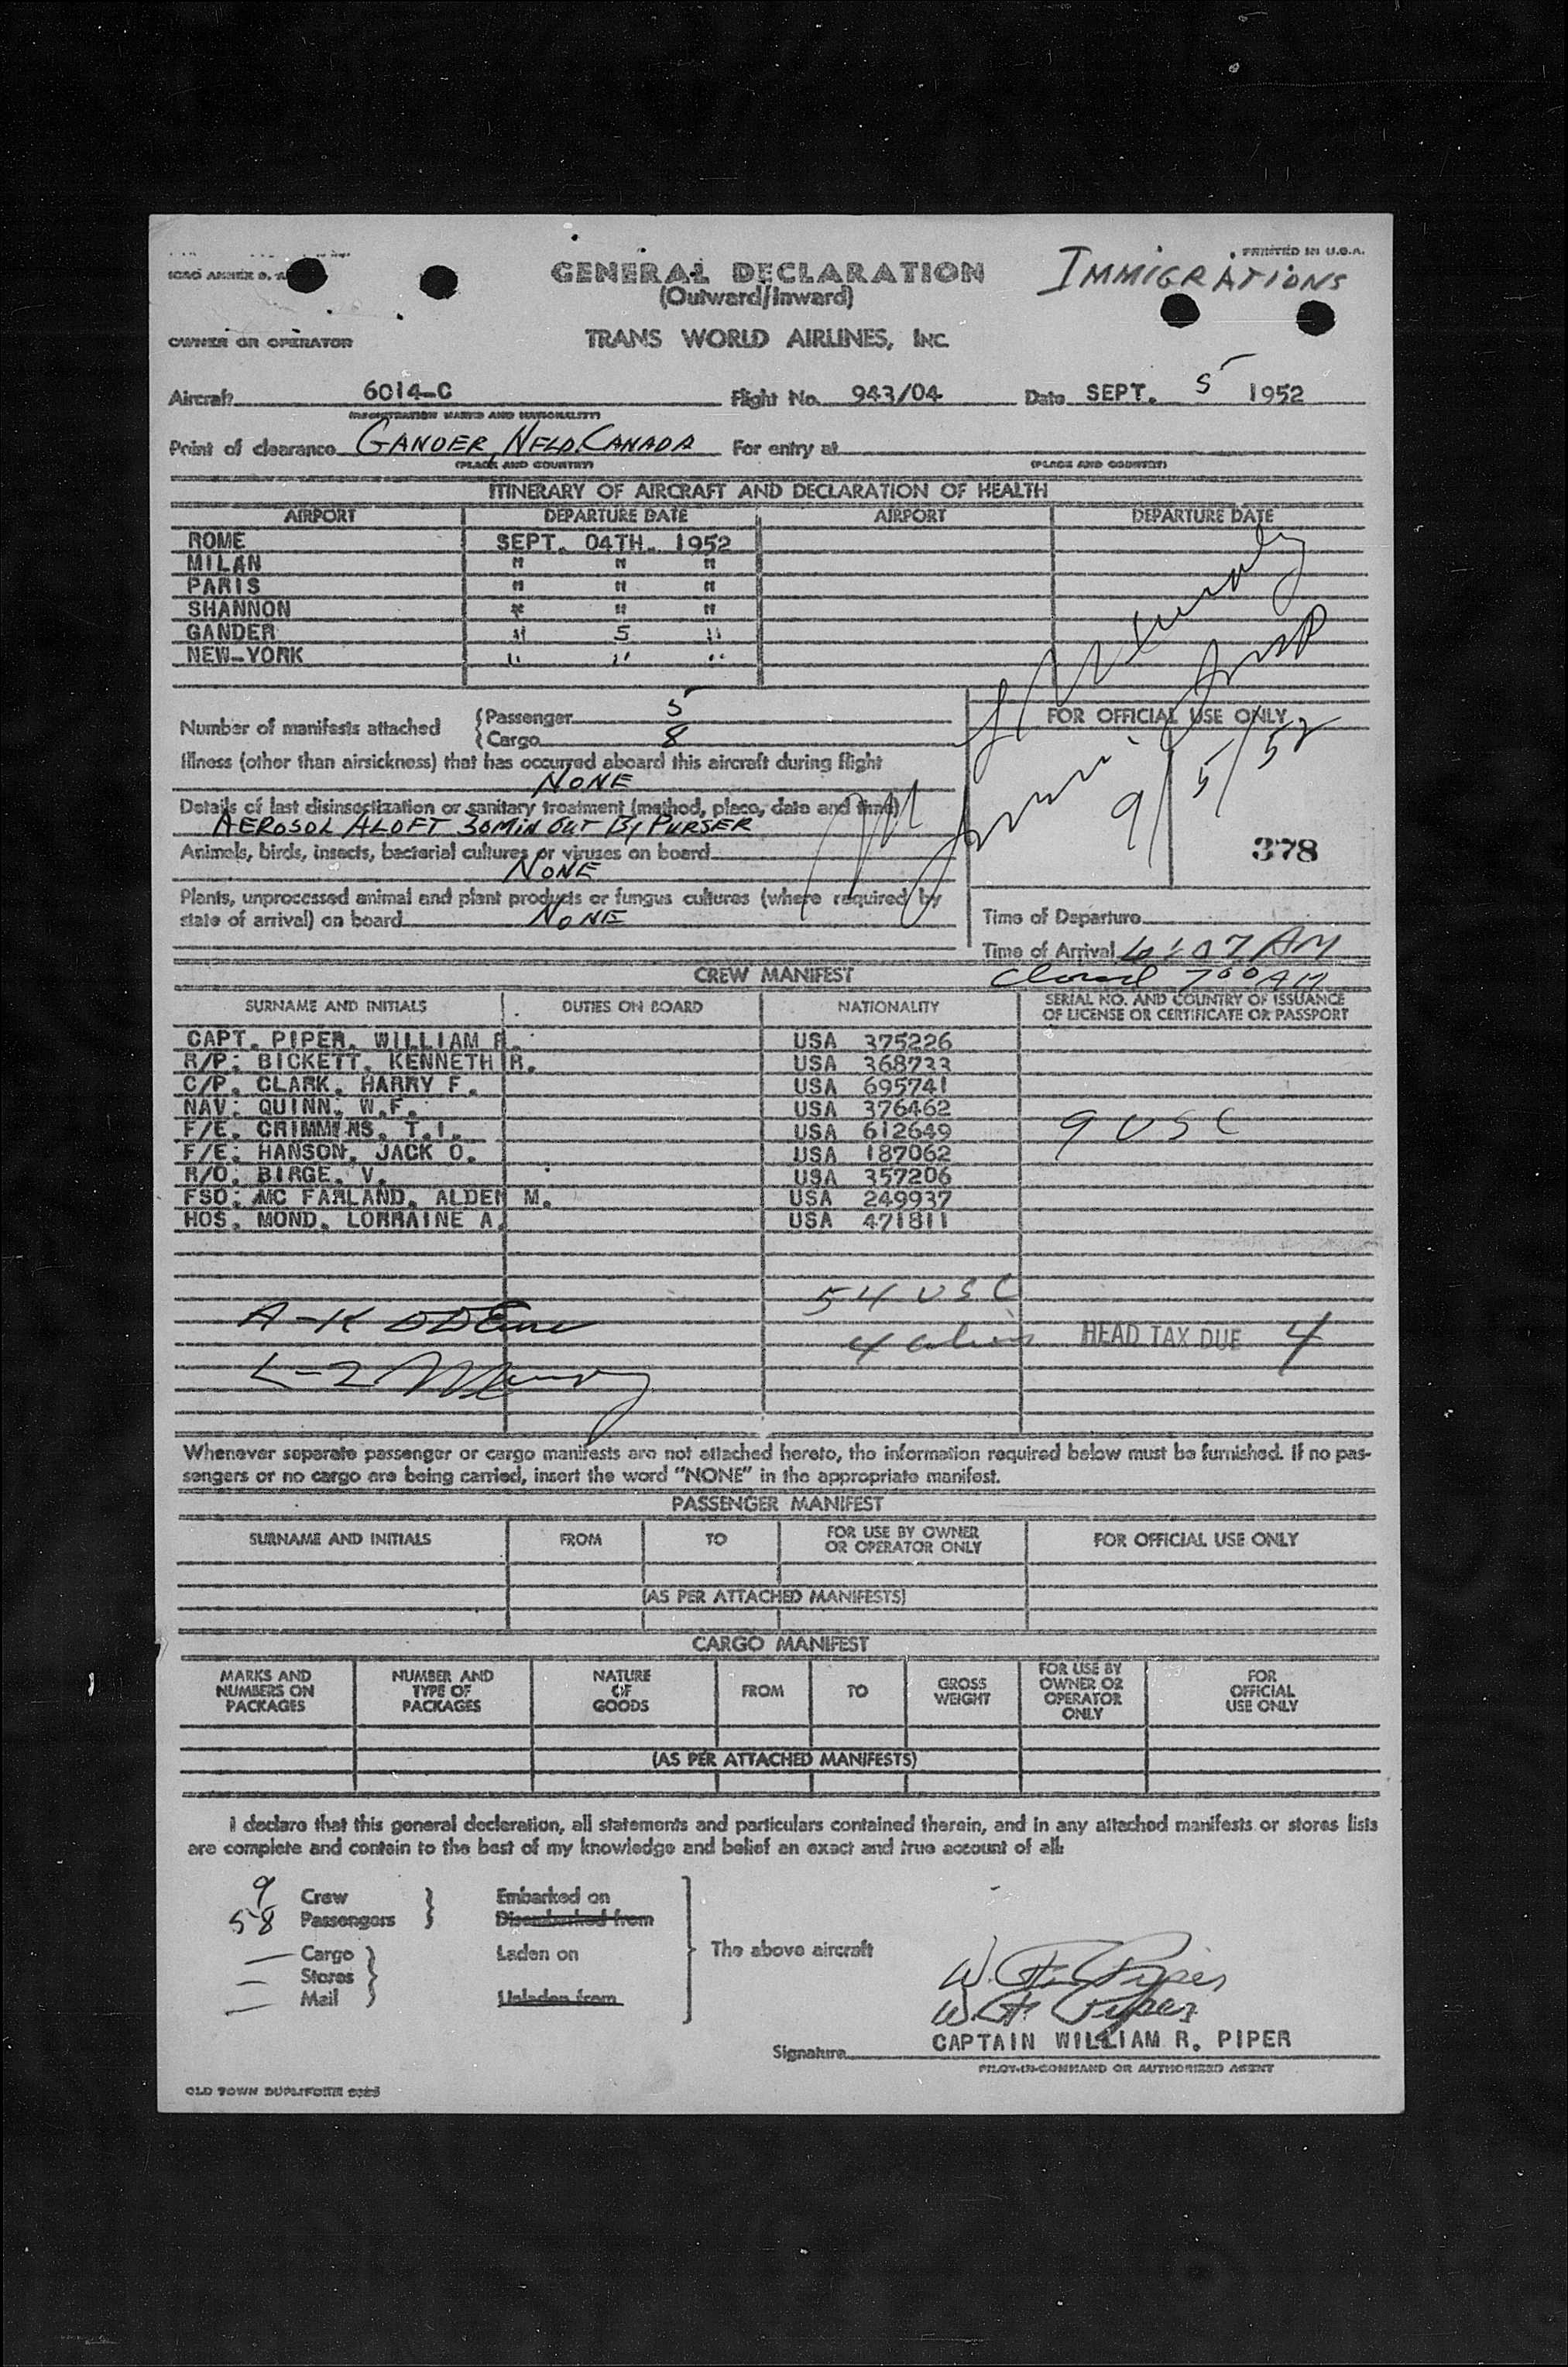 PRINTED IN U.S.A.
ICAO ANNEX 9,
GENERAL DECLARATION
IMMIGRATIONS
(Outward/Inward)
OWNER OR OPERATOR
TRANS WORLD AIRLINES, INC.
Aircraft 6014-C Flight No. 943/04 Date SEPT. 5 1952
(REGISTRATION MARKS AND NATIONALITY)
Point of clearance GANDER, NFLD. CANADA For entry at
(PLACE AND COUNTRY) (PLACE AND COUNTRY)
ITINERARY OF AIRCRAFT AND DECLARATION OF HEALTH
AIRPORT DEPARTURE DATE AIRPORT DEPARTURE DATE
ROME SEPT. 04TH. 1952
MILAN " " "
PARIS " " "
SHANNON " " "
GANDER " 5 "
NEW-YORK " " "
Number of manifests attached {Passenger 5
{Cargo 8
FOR OFFICIAL USE ONLY
9/5/52
Illness (other than airsickness) that has occurred aboard this aircraft during flight
NONE
Details of last disinsectization or sanitary treatment (method, place, date and time)
AEROSOL ALOFT 30 MIN OUT BY PURSER
Animals, birds, insects, bacterial cultures or viruses on board
NONE
378
Plants, unprocessed animal and plant products or fungus cultures (where required by
state of arrival) on board NONE
Time of Departure
Time of Arrival 6:07 AM
Closed 7 00 AM
CREW MANIFEST
SURNAME AND INITIALS DUTIES ON BOARD NATIONALITY SERIAL NO. AND COUNTRY OF ISSUANCE
OF LICENSE OR CERTIFICATE OR PASSPORT
CAPT. PIPER, WILLIAM R. USA 375226
R/P: BICKETT, KENNETH R. USA 368733
C/P. CLARK, HARRY F. USA 695741
NAV: QUINN, W.F. USA 376462
F/E. CRIMMINS, T.I. USA 612649
9 USC
F/E: HANSON, JACK O. USA 187062
R/O. BIRGE, V. USA 357206
FSO: MC FARLAND, ALDEN M. USA 249937
HOS. MOND, LORRAINE A. USA 471811
54 USC
A-K
4 aliens HEAD TAX DUE 4
L-Z
Whenever separate passenger or cargo manifests are not attached hereto, the information required below must be furnished. If no pas-
sengers or no cargo are being carried, insert the word "NONE" in the appropriate manifest.
PASSENGER MANIFEST
SURNAME AND INITIALS FROM TO FOR USE BY OWNER
OR OPERATOR ONLY FOR OFFICIAL USE ONLY
(AS PER ATTACHED MANIFESTS)
CARGO MANIFEST
MARKS AND
NUMBERS ON
PACKAGES NUMBER AND
TYPE OF
PACKAGES NATURE
OF
GOODS FROM TO GROSS
WEIGHT FOR USE BY
OWNER OR
OPERATOR
ONLY FOR
OFFICIAL
USE ONLY
(AS PER ATTACHED MANIFESTS)
I declare that this general declaration, all statements and particulars contained therein, and in any attached manifests or stores lists
are complete and contain to the best of my knowledge and belief an exact and true account of all:
9 Crew } Embarked on
58 Passengers } Disembarked from
— Cargo } Laden on The above aircraft
— Stores
— Mail } Unladen from
W. R. Piper
W. R. Piper
CAPTAIN WILLIAM R. PIPER
Signature
PILOT-IN-COMMAND OR AUTHORIZED AGENT
OLD TOWN DUPLIFORM